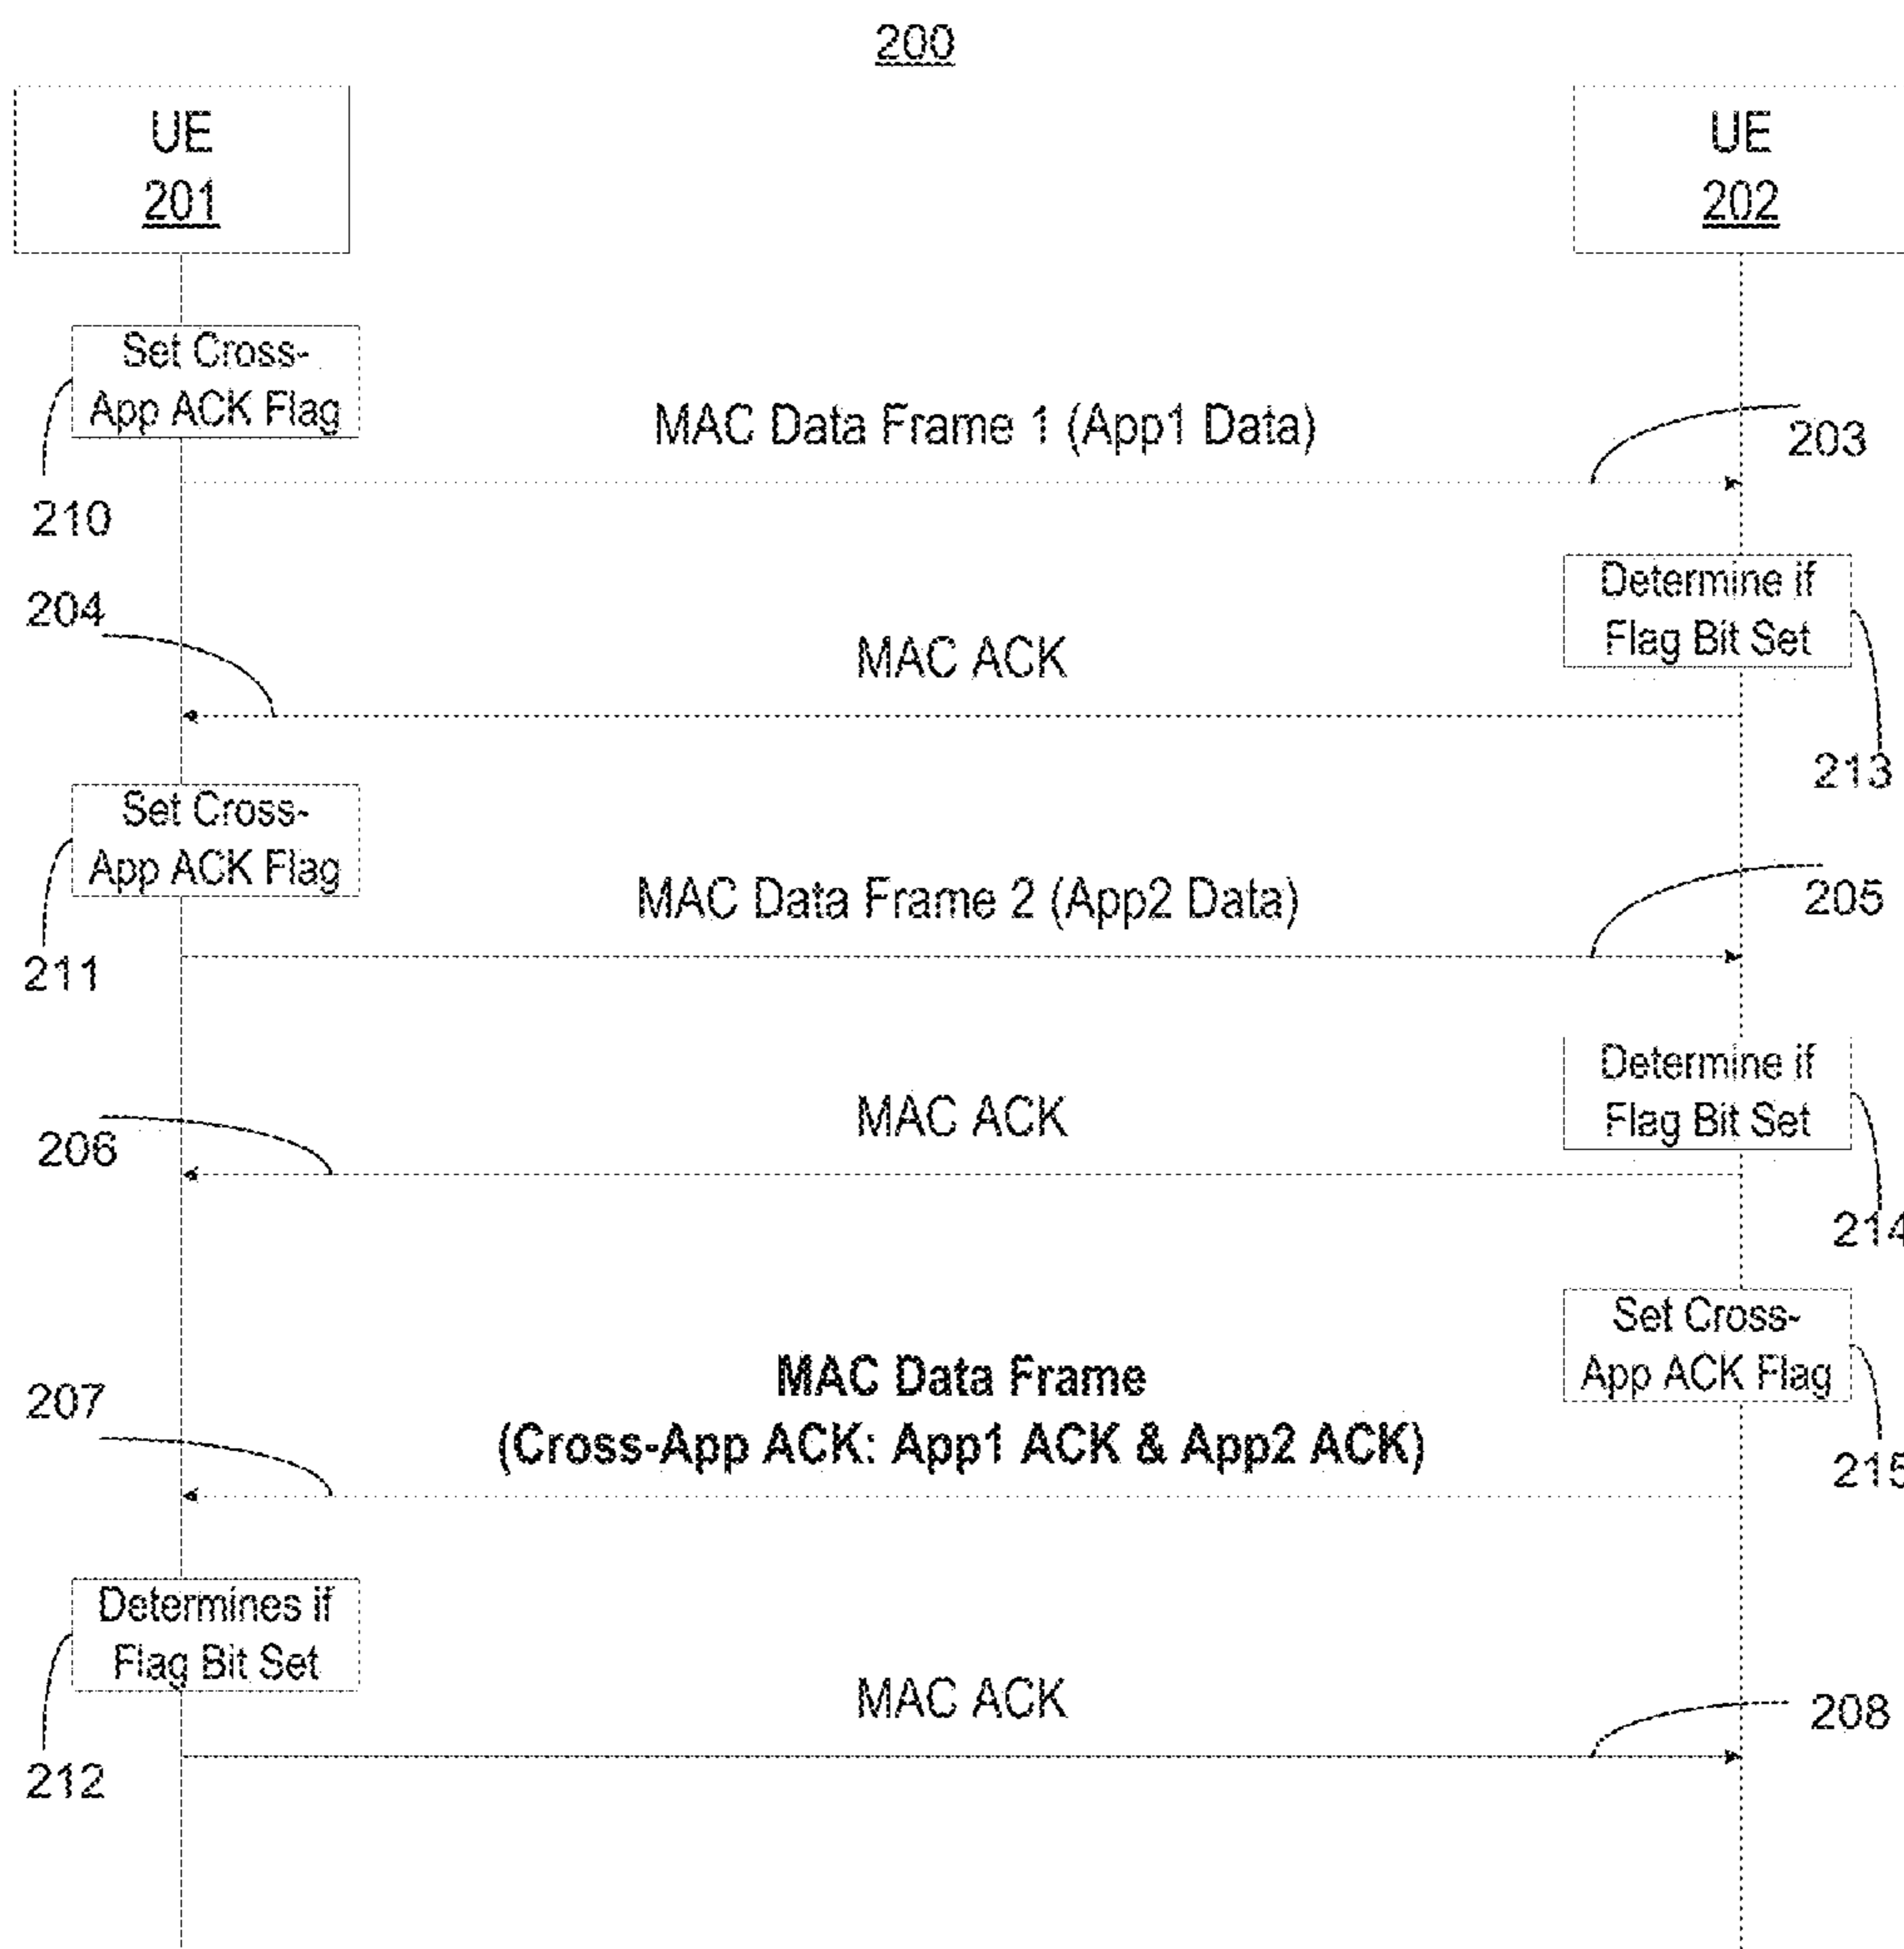 200
UE
201
UE
202
Set Cross-
App ACK Flag
210
MAC Data Frame 1 (App1 Data)
203
Determine if
Flag Bit Set
213
204
MAC ACK
Set Cross-
App ACK Flag
211
MAC Data Frame 2 (App2 Data)
205
Determine if
Flag Bit Set
214
206
MAC ACK
Set Cross-
App ACK Flag
215
207
MAC Data Frame
(Cross-App ACK: App1 ACK & App2 ACK)
Determines if
Flag Bit Set
212
MAC ACK
208